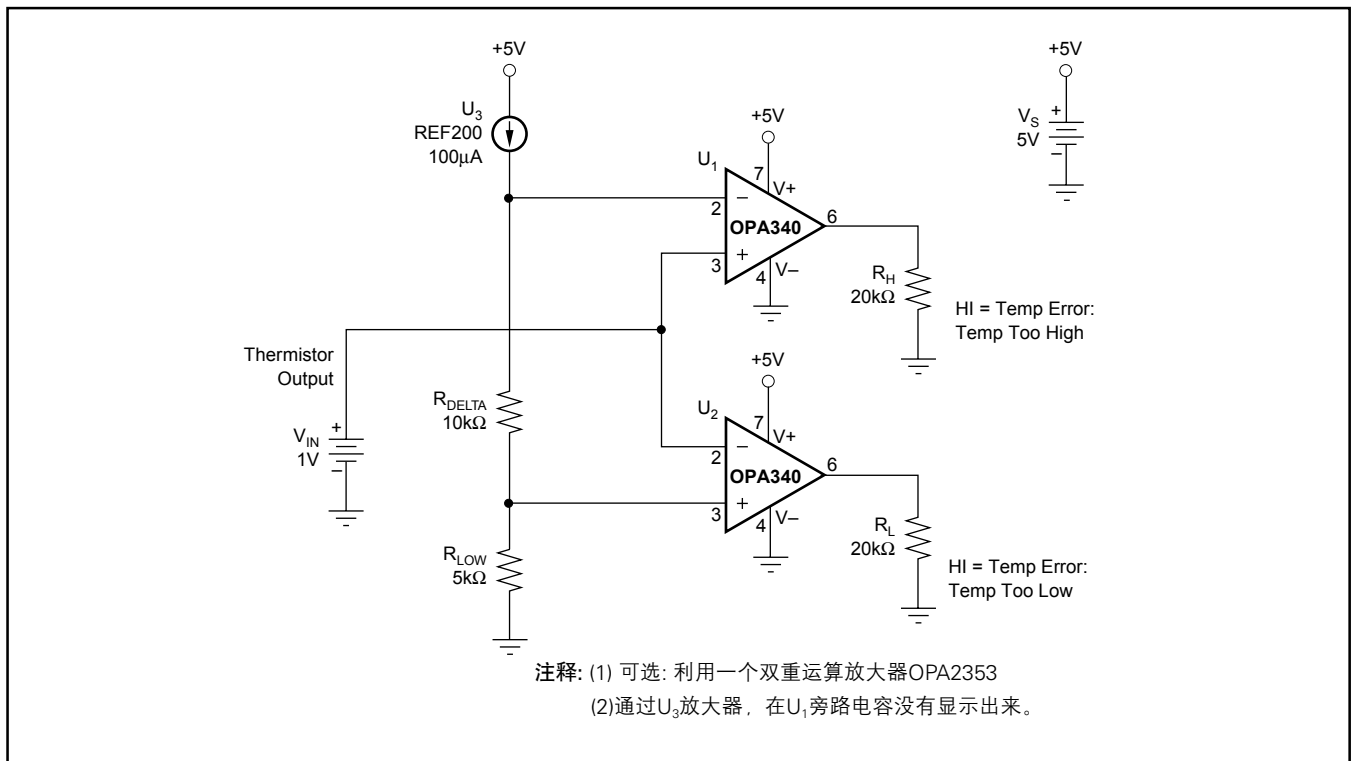 +5V
U3
REF200
100μA
+5V
VS
5V
+
–
+5V
U1
7
V+
2
–
OPA340
6
3
+
4
V–
RH
20kΩ
HI = Temp Error:
Temp Too High
Thermistor
Output
VIN
1V
+
–
RDELTA
10kΩ
+5V
U2
7
V+
2
–
OPA340
6
3
+
4
V–
RL
20kΩ
HI = Temp Error:
Temp Too Low
RLOW
5kΩ
注释: (1) 可选: 利用一个双重运算放大器OPA2353
(2)通过U3放大器，在U1旁路电容没有显示出来。